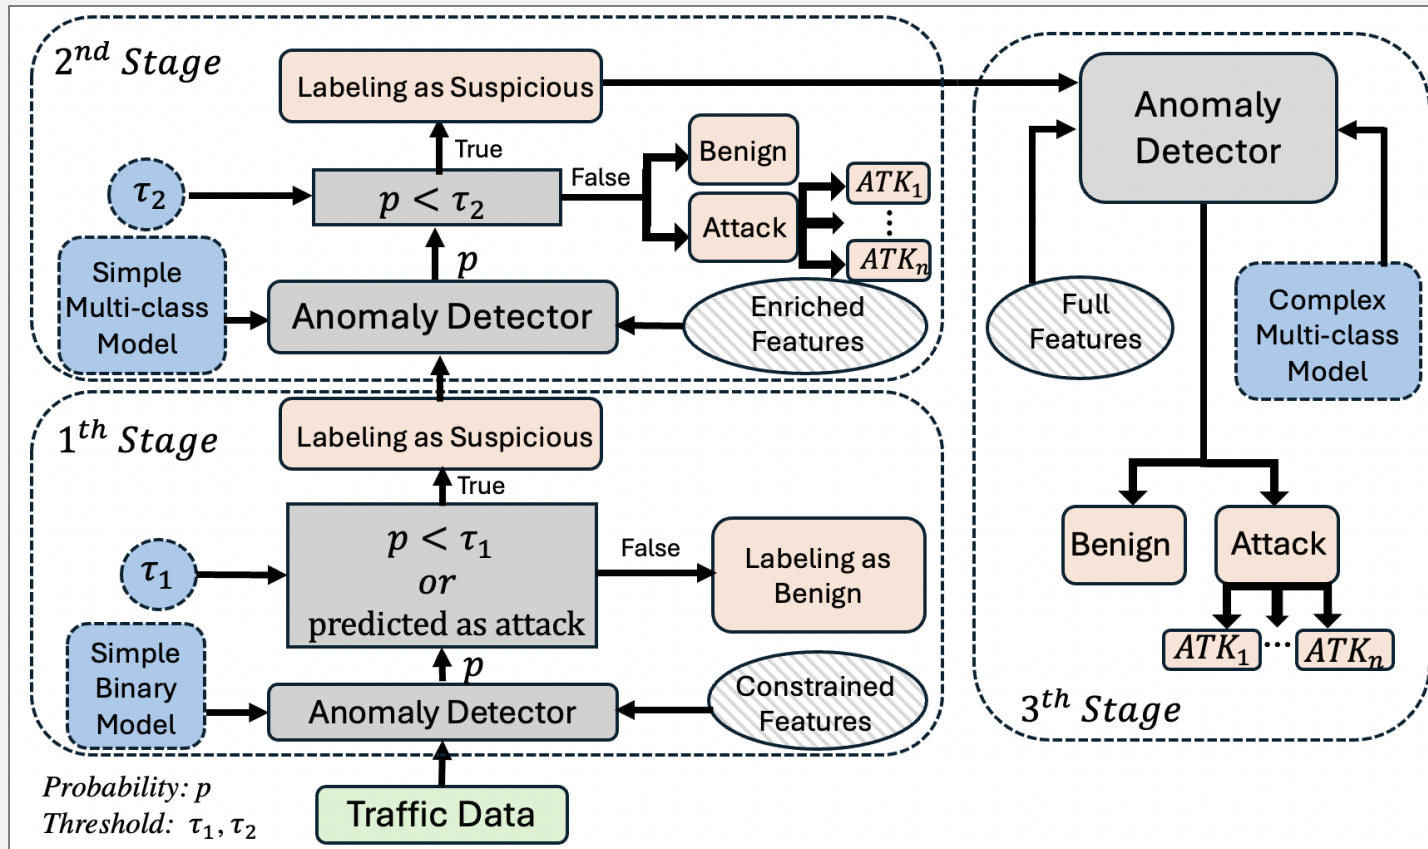 2ⁿᵈ Stage
Labeling as Suspicious
True
τ₂
p < τ₂
False
Benign
Attack
ATK₁
⋮
ATKₙ
p
Simple
Multi-class
Model
Anomaly Detector
Enriched
Features
1ᵗʰ Stage
Labeling as Suspicious
True
τ₁
p < τ₁
or
predicted as attack
False
Labeling as
Benign
p
Simple
Binary
Model
Anomaly Detector
Constrained
Features
Probability: p
Threshold: τ₁, τ₂
Traffic Data
Anomaly
Detector
Full
Features
Complex
Multi-class
Model
Benign
Attack
ATK₁ ⋯ ATKₙ
3ᵗʰ Stage